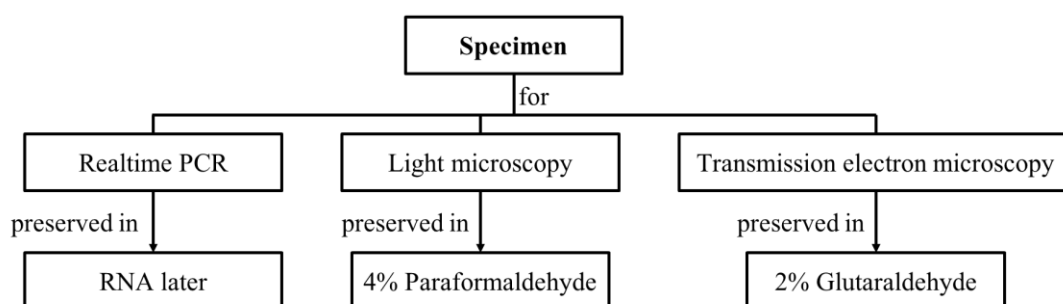 Specimen
for
Realtime PCR
Light microscopy
Transmission electron microscopy
preserved in
preserved in
preserved in
RNA later
4% Paraformaldehyde
2% Glutaraldehyde